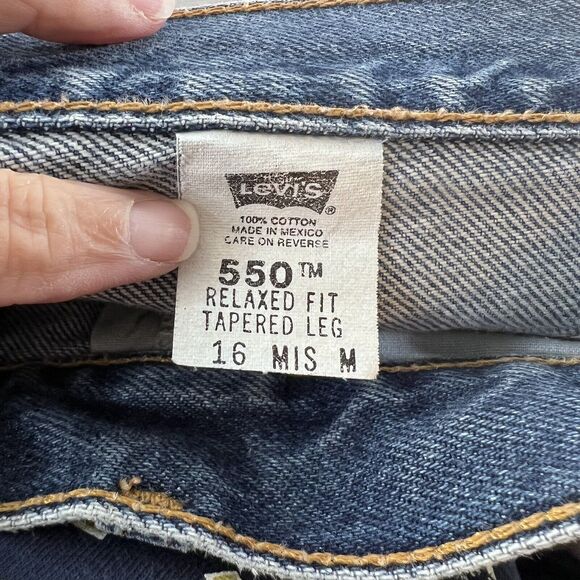 LEVI'S ®
100% COTTON
MADE IN MEXICO
CARE ON REVERSE
550™
RELAXED FIT
TAPERED LEG
16 MIS M